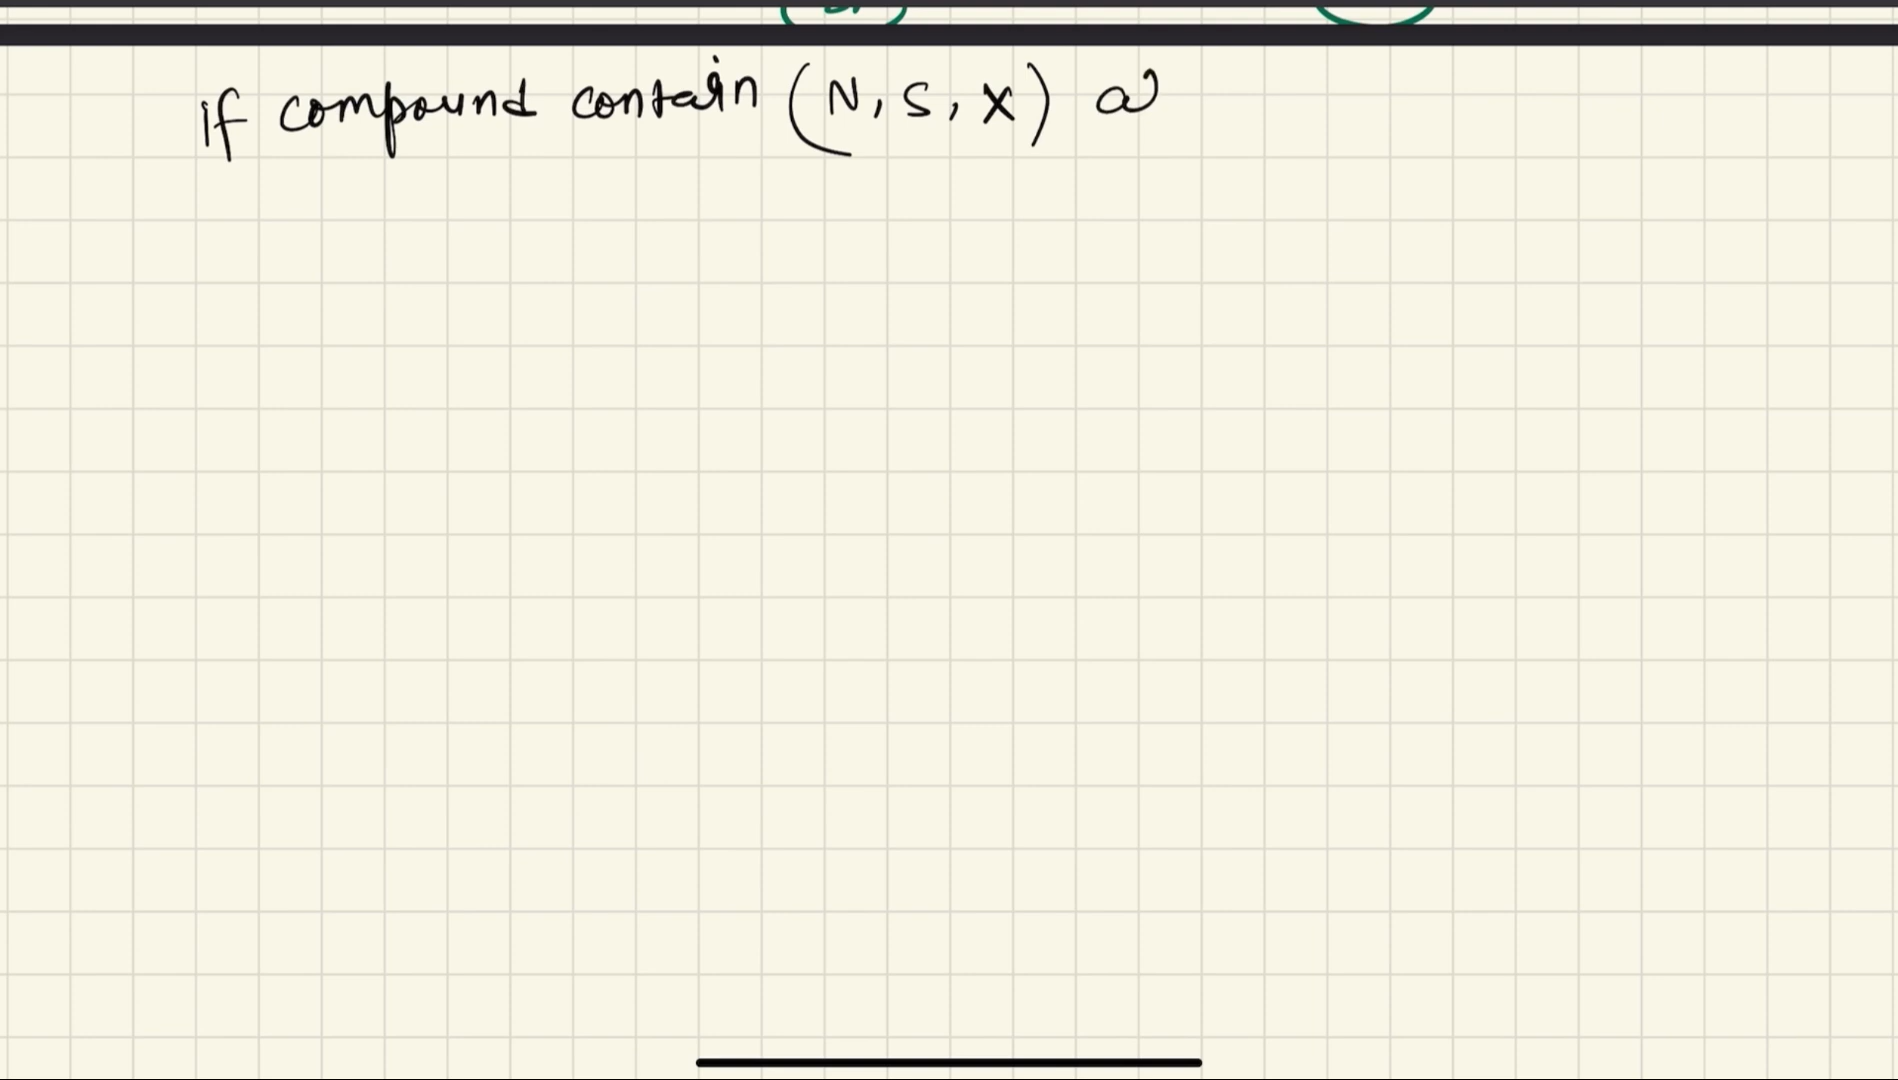 if compound contain (N, S, X)